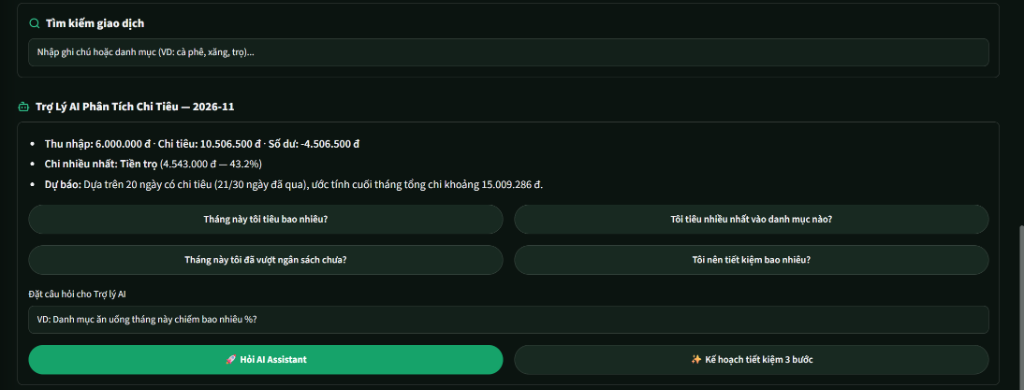 Tìm kiếm giao dịch
Nhập ghi chú hoặc danh mục (VD: cà phê, xăng, trọ)...
Trợ Lý AI Phân Tích Chi Tiêu — 2026-11
• Thu nhập: 6.000.000 đ · Chi tiêu: 10.506.500 đ · Số dư: -4.506.500 đ
• Chi nhiều nhất: Tiền trọ (4.543.000 đ — 43.2%)
• Dự báo: Dựa trên 20 ngày có chi tiêu (21/30 ngày đã qua), ước tính cuối tháng tổng chi khoảng 15.009.286 đ.
Tháng này tôi tiêu bao nhiêu?
Tôi tiêu nhiều nhất vào danh mục nào?
Tháng này tôi đã vượt ngân sách chưa?
Tôi nên tiết kiệm bao nhiêu?
Đặt câu hỏi cho Trợ lý AI
VD: Danh mục ăn uống tháng này chiếm bao nhiêu %?
🚀 Hỏi AI Assistant
✨ Kế hoạch tiết kiệm 3 bước